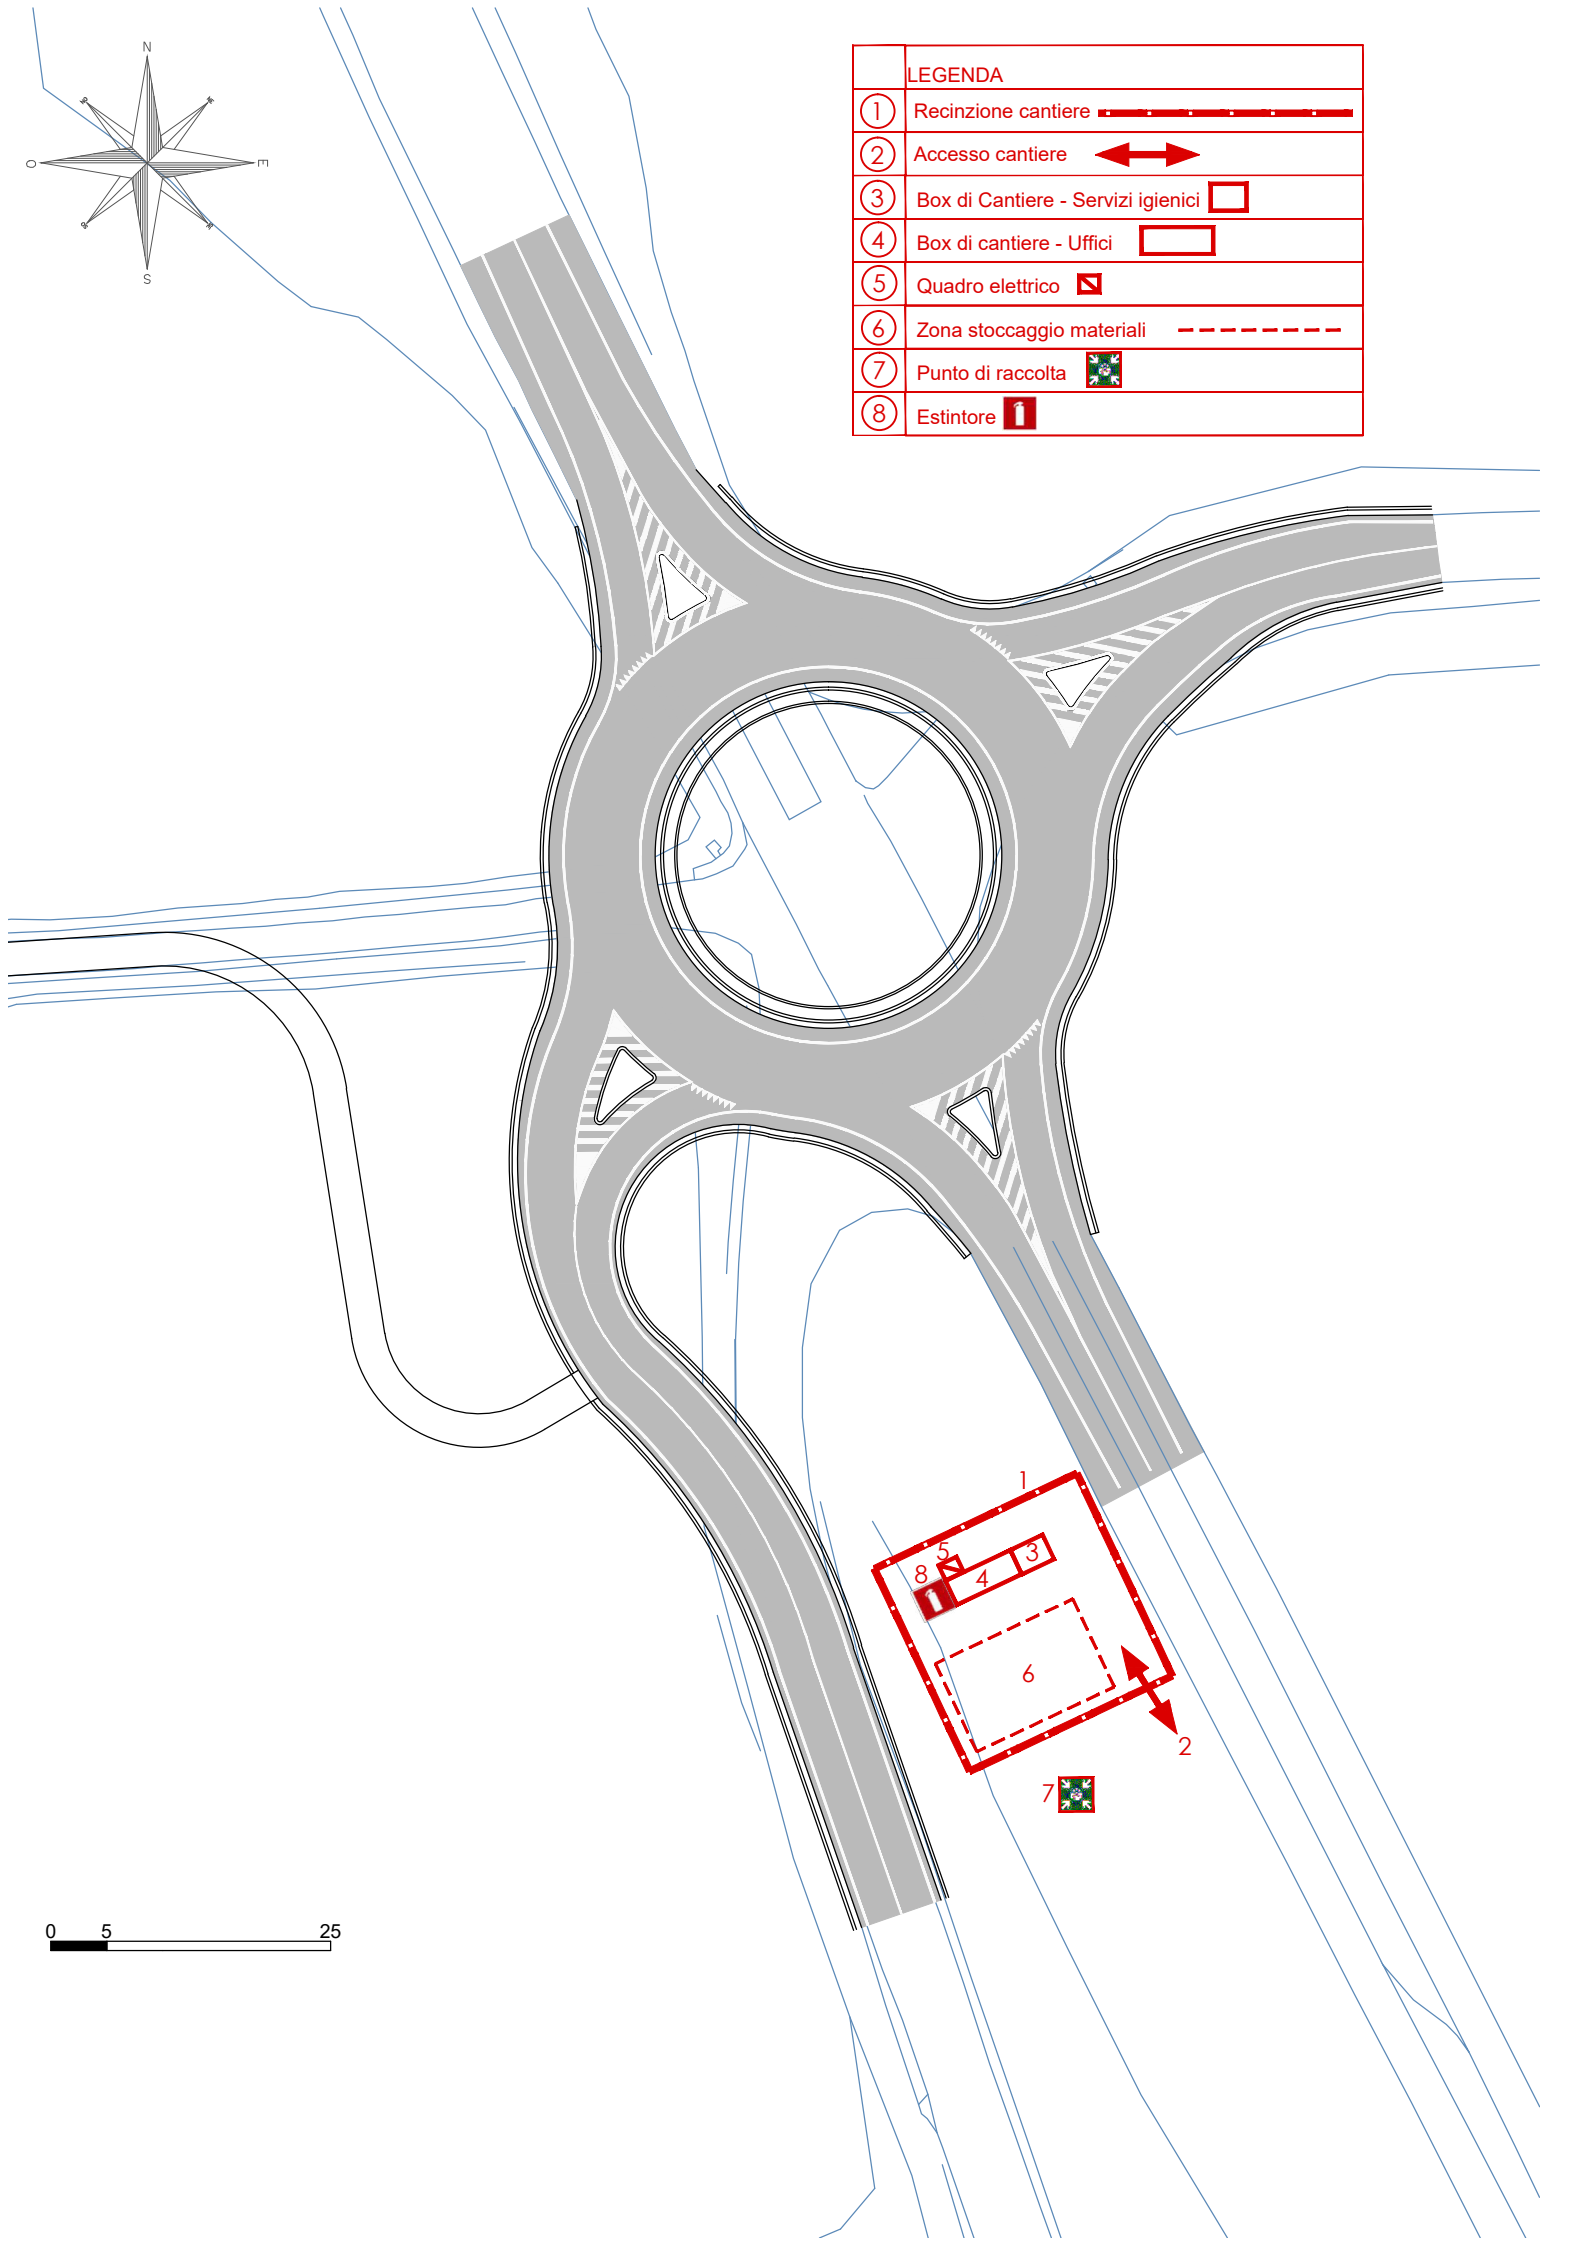 N
O
E
S
LEGENDA
1 Recinzione cantiere
2 Accesso cantiere
3 Box di Cantiere - Servizi igienici
4 Box di cantiere - Uffici
5 Quadro elettrico
6 Zona stoccaggio materiali
7 Punto di raccolta
8 Estintore
1
5
3
8
4
6
2
7
0 5 25